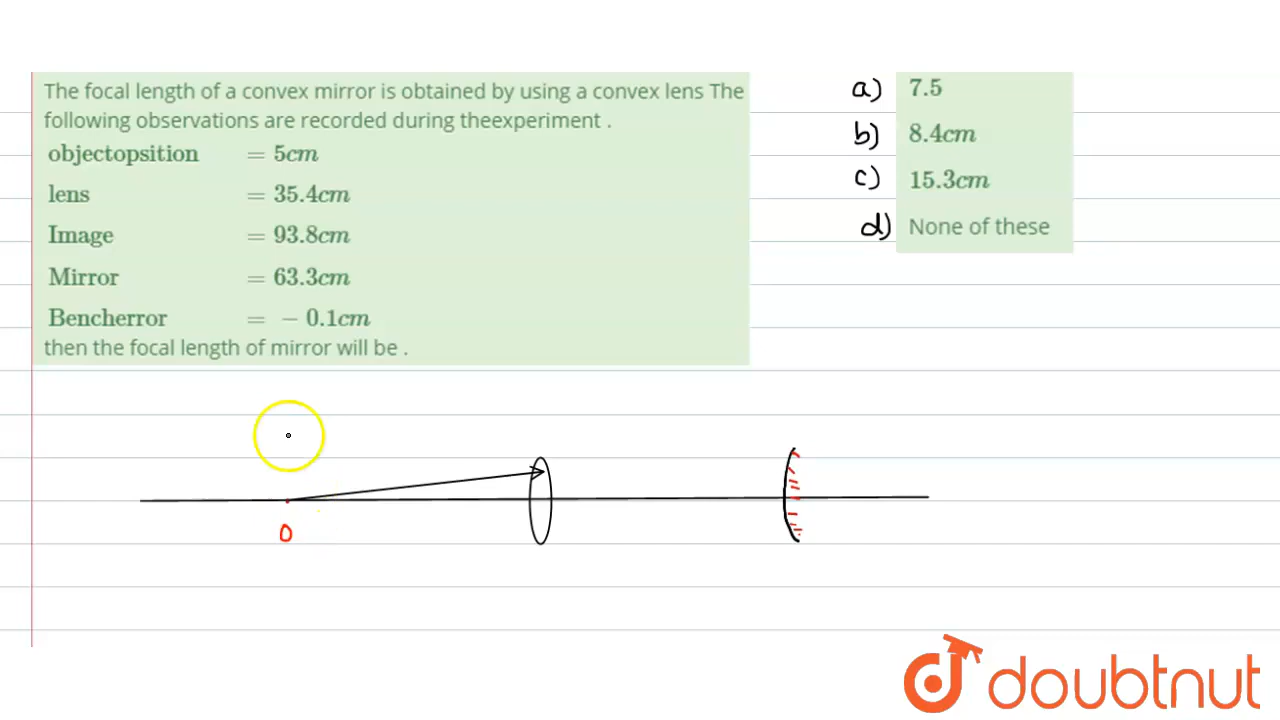 The focal length of a convex mirror is obtained by using a convex lens The
following observations are recorded during theexperiment .
objectopsition = 5cm
lens = 35.4cm
Image = 93.8cm
Mirror = 63.3cm
Bencherror = − 0.1cm
then the focal length of mirror will be .
a) 7.5
b) 8.4cm
c) 15.3cm
d) None of these
O
doubtnut